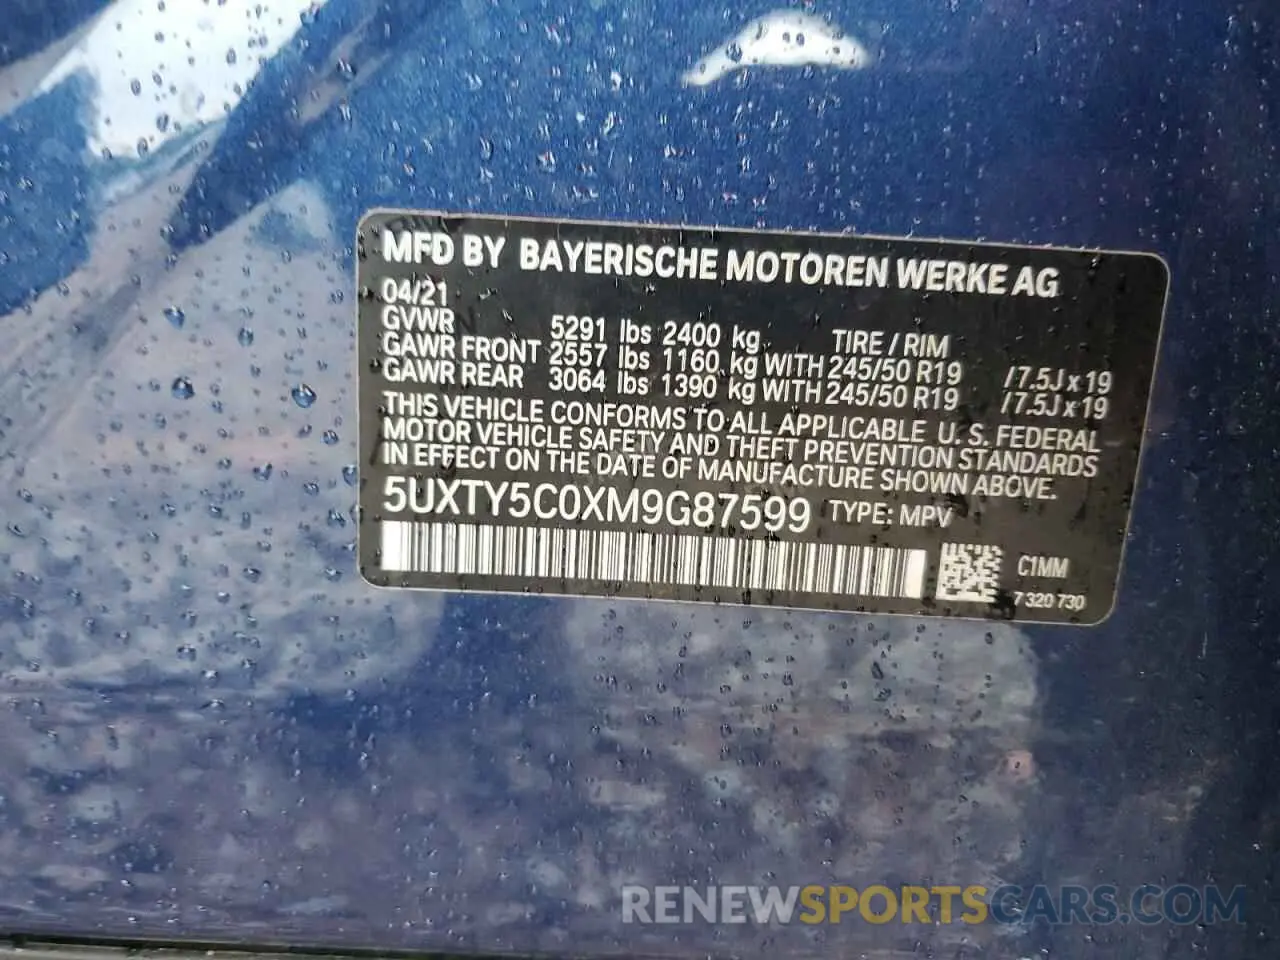 MFD BY BAYERISCHE MOTOREN WERKE AG
04/21
GVWR 5291 lbs 2400 kg TIRE / RIM
GAWR FRONT 2557 lbs 1160 kg WITH 245/50 R19 / 7.5J x 19
GAWR REAR 3064 lbs 1390 kg WITH 245/50 R19 / 7.5J x 19
THIS VEHICLE CONFORMS TO ALL APPLICABLE U. S. FEDERAL
MOTOR VEHICLE SAFETY AND THEFT PREVENTION STANDARDS
IN EFFECT ON THE DATE OF MANUFACTURE SHOWN ABOVE.
5UXTY5C0XM9G87599 TYPE: MPV
C1MM
7 320 730
RENEWSPORTSCARS.COM